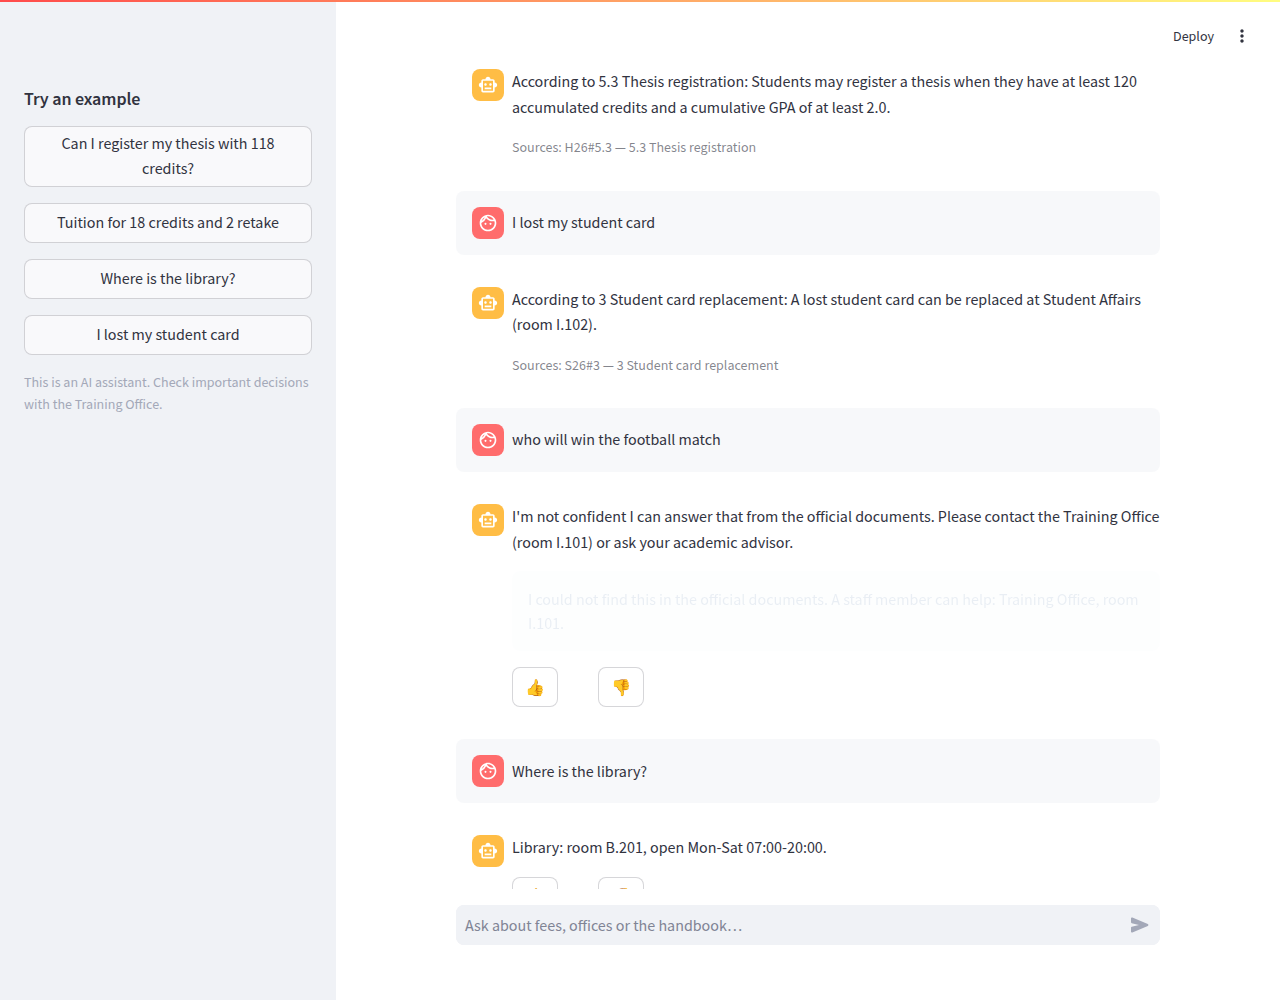 Deploy
Try an example
Can I register my thesis with 118
credits?
Tuition for 18 credits and 2 retake
Where is the library?
I lost my student card
This is an AI assistant. Check important decisions
with the Training Office.
According to 5.3 Thesis registration: Students may register a thesis when they have at least 120
accumulated credits and a cumulative GPA of at least 2.0.
Sources: H26#5.3 — 5.3 Thesis registration
I lost my student card
According to 3 Student card replacement: A lost student card can be replaced at Student Affairs
(room I.102).
Sources: S26#3 — 3 Student card replacement
who will win the football match
I'm not confident I can answer that from the official documents. Please contact the Training Office
(room I.101) or ask your academic advisor.
I could not find this in the official documents. A staff member can help: Training Office, room
I.101.
Where is the library?
Library: room B.201, open Mon-Sat 07:00-20:00.
Ask about fees, offices or the handbook…